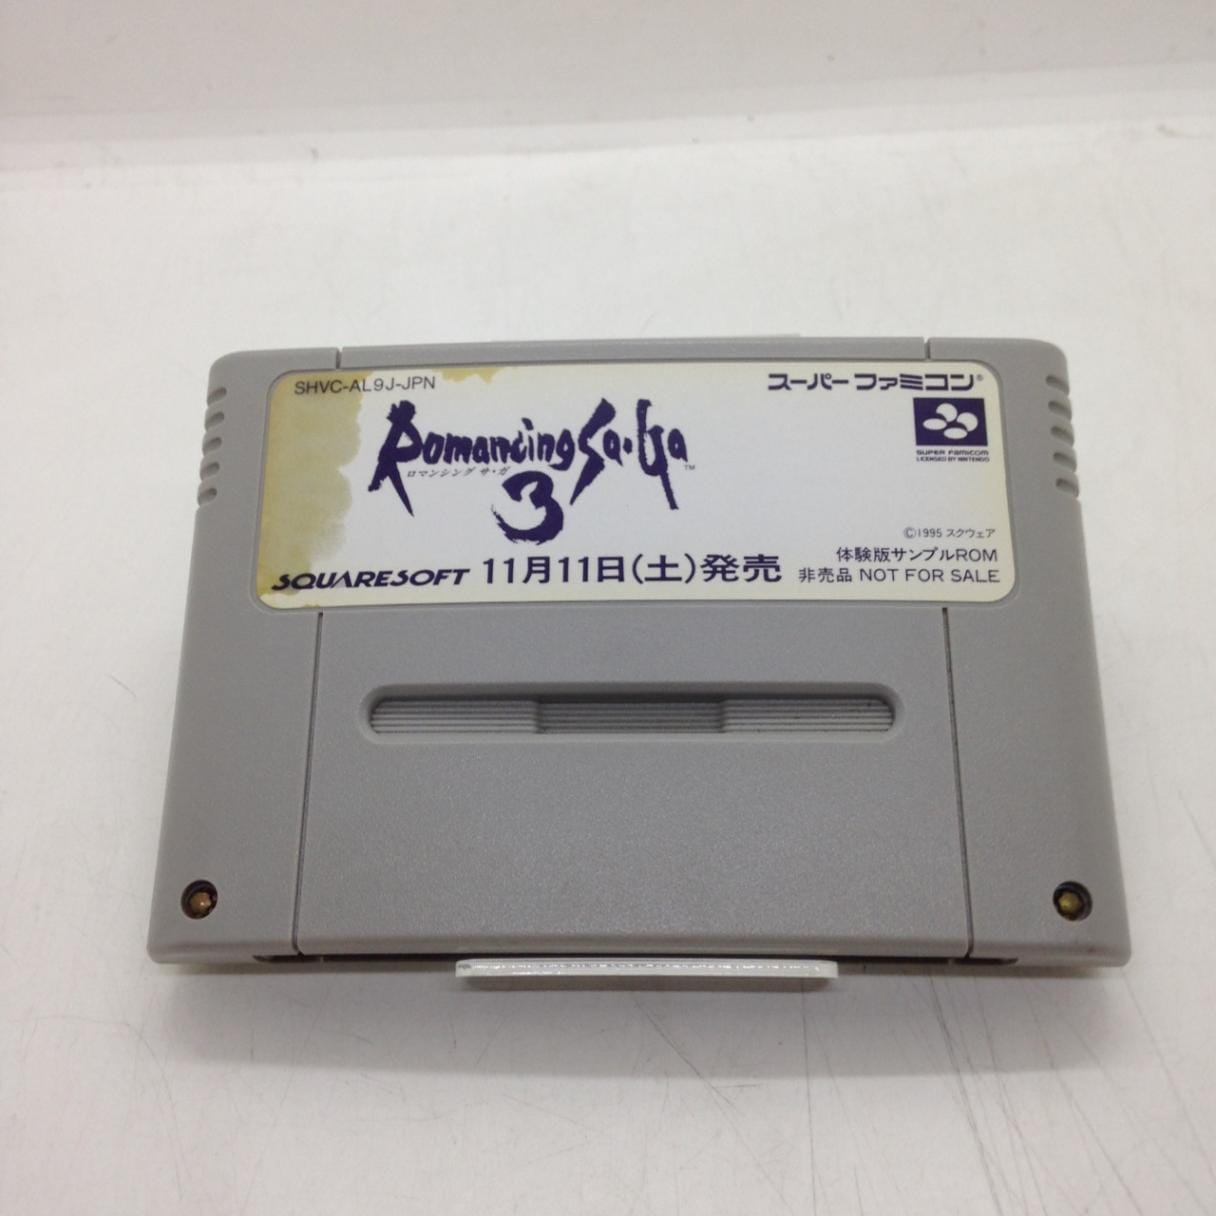 SHVC-AL9J-JPN
スーパーファミコン®
Romancing Sa・Ga™
ロマンシング サ・ガ
3
SUPER FAMICOM
LICENSED BY NINTENDO
©1995 スクウェア
体験版サンプルROM
SQUARESOFT 11月11日(土)発売
非売品 NOT FOR SALE